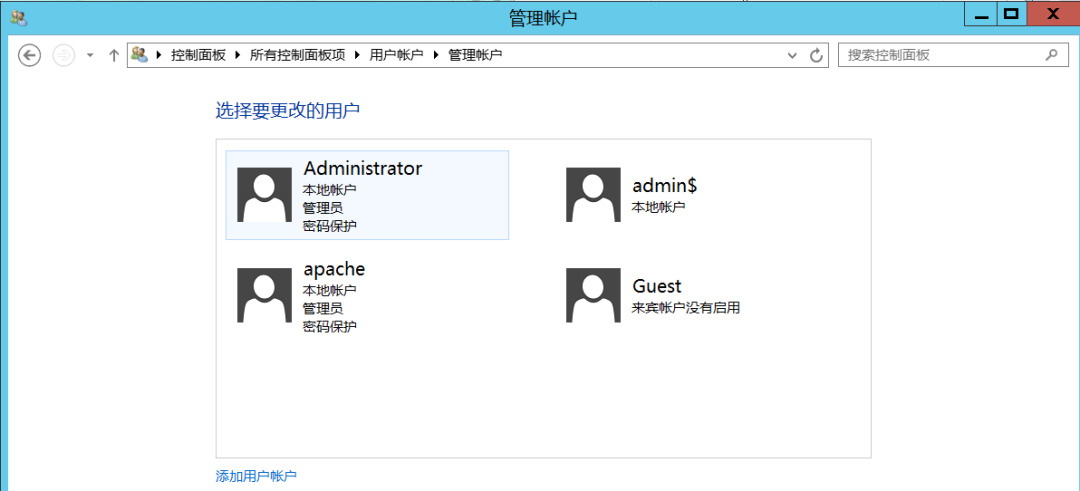 管理帐户
控制面板 所有控制面板项 用户帐户 管理帐户
搜索控制面板
选择要更改的用户
Administrator
本地帐户
管理员
密码保护
admin$
本地帐户
apache
本地帐户
管理员
密码保护
Guest
来宾帐户没有启用
添加用户帐户